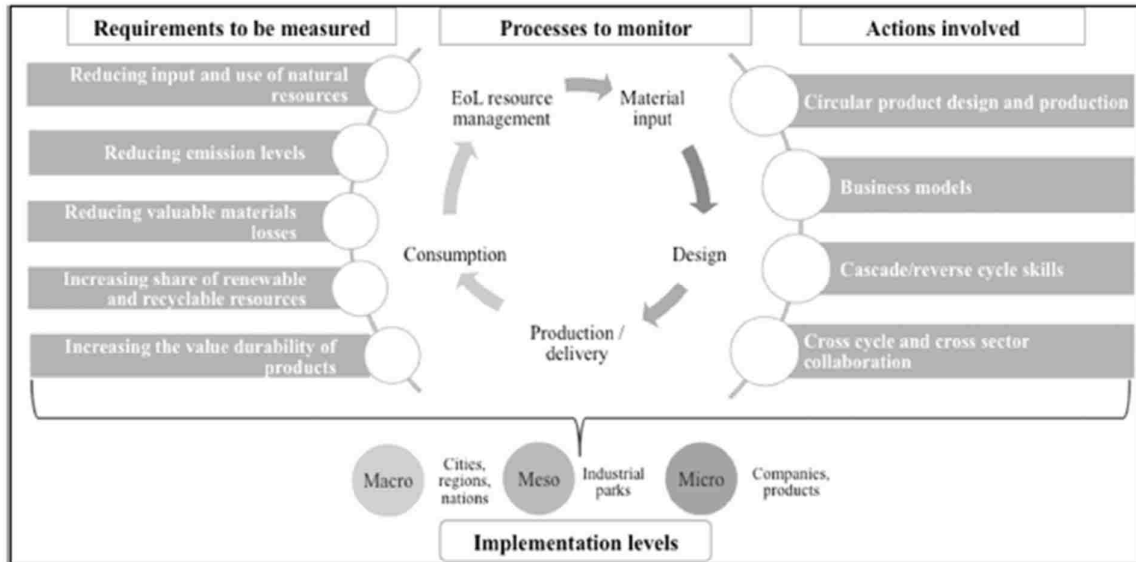 Requirements to be measured
Processes to monitor
Actions involved
Reducing input and use of natural
resources
Reducing emission levels
Reducing valuable materials
losses
Increasing share of renewable
and recyclable resources
Increasing the value durability of
products
EoL resource
management
Material
input
Design
Production /
delivery
Consumption
Circular product design and production
Business models
Cascade/reverse cycle skills
Cross cycle and cross sector
collaboration
Macro
Cities,
regions,
nations
Meso
Industrial
parks
Micro
Companies,
products
Implementation levels